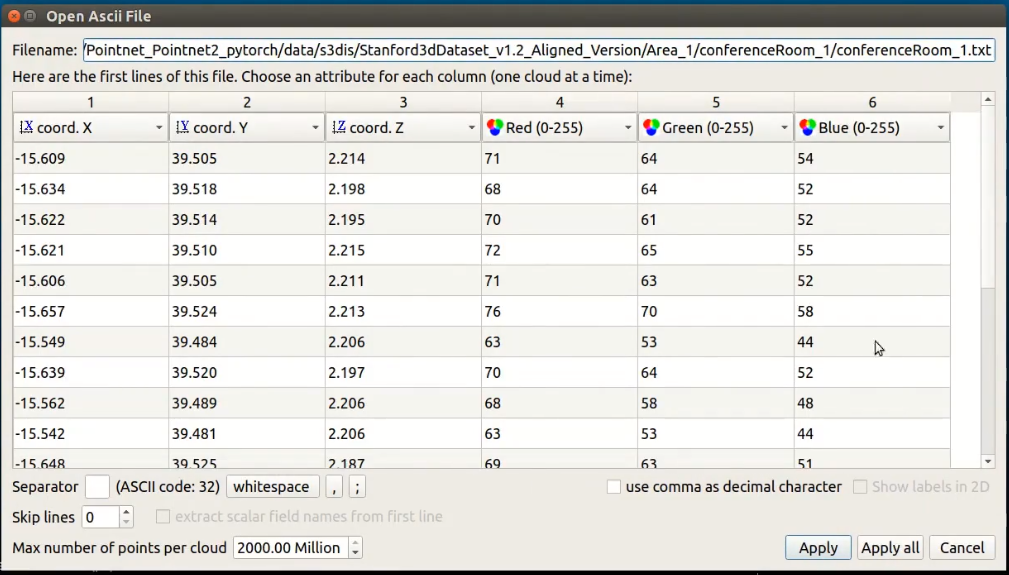 Open Ascii File
Filename: /Pointnet_Pointnet2_pytorch/data/s3dis/Stanford3dDataset_v1.2_Aligned_Version/Area_1/conferenceRoom_1/conferenceRoom_1.txt
Here are the first lines of this file. Choose an attribute for each column (one cloud at a time):
1 2 3 4 5 6
X coord. X Y coord. Y Z coord. Z Red (0-255) Green (0-255) Blue (0-255)
-15.609 39.505 2.214 71 64 54
-15.634 39.518 2.198 68 64 52
-15.622 39.514 2.195 70 61 52
-15.621 39.510 2.215 72 65 55
-15.606 39.505 2.211 71 63 52
-15.657 39.524 2.213 76 70 58
-15.549 39.484 2.206 63 53 44
-15.639 39.520 2.197 70 64 52
-15.562 39.489 2.206 68 58 48
-15.542 39.481 2.206 63 53 44
-15.648 39.525 2.187 69 63 51
Separator (ASCII code: 32) whitespace , ; use comma as decimal character Show labels in 2D
Skip lines 0 extract scalar field names from first line
Max number of points per cloud 2000.00 Million Apply Apply all Cancel